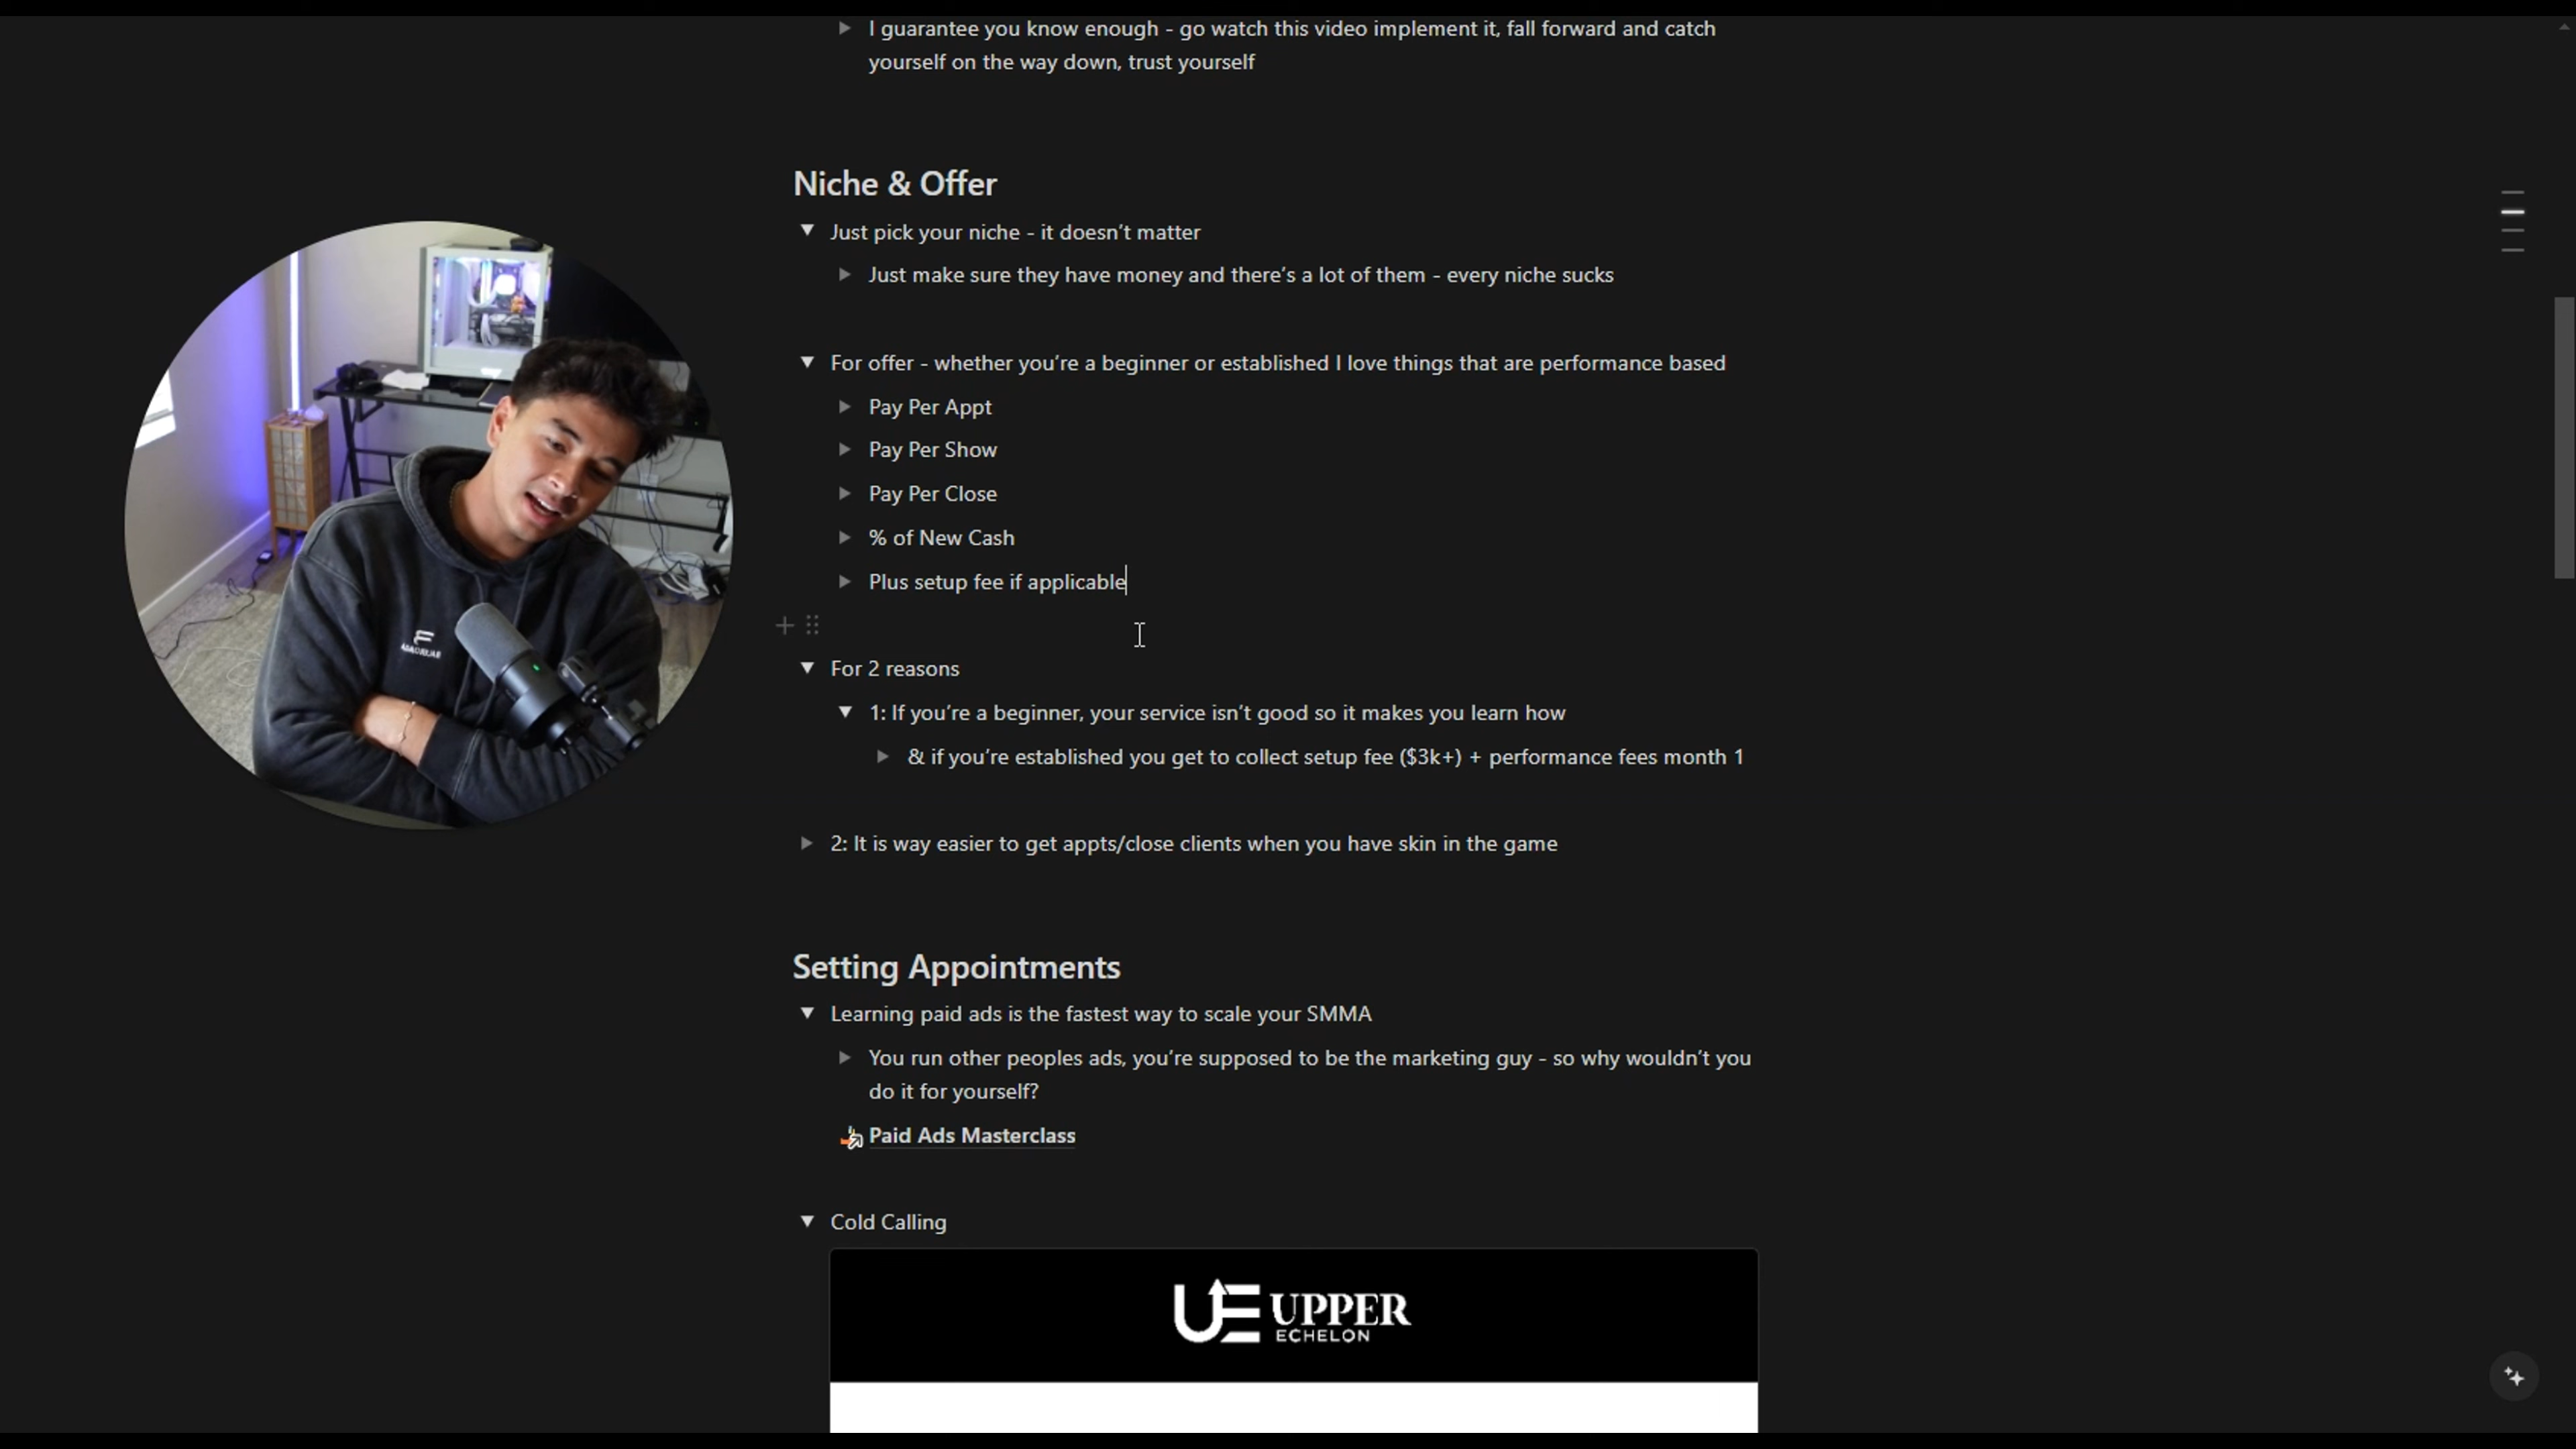 I guarantee you know enough - go watch this video implement it, fall forward and catch
yourself on the way down, trust yourself
Niche & Offer
Just pick your niche - it doesn’t matter
Just make sure they have money and there’s a lot of them - every niche sucks
For offer - whether you’re a beginner or established I love things that are performance based
Pay Per Appt
Pay Per Show
Pay Per Close
% of New Cash
Plus setup fee if applicable
For 2 reasons
1: If you’re a beginner, your service isn’t good so it makes you learn how
& if you’re established you get to collect setup fee ($3k+) + performance fees month 1
2: It is way easier to get appts/close clients when you have skin in the game
Setting Appointments
Learning paid ads is the fastest way to scale your SMMA
You run other peoples ads, you’re supposed to be the marketing guy - so why wouldn’t you
do it for yourself?
Paid Ads Masterclass
Cold Calling
UE UPPER
ECHELON